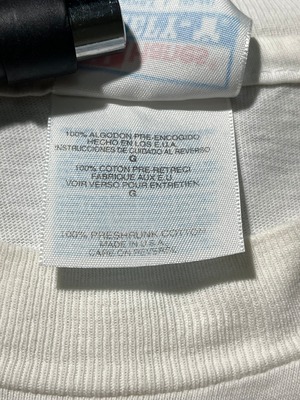 100% ALGODON PRE-ENCOGIDO
HECHO EN LOS E.U.A.
INSTRUCCIONES DE CUIDADO AL REVERSO
G
100% COTON PRE-RETRECI
FABRIQUE AUX E.U
VOIR VERSO POUR ENTRETIEN
G
100% PRESHRUNK COTTON
MADE IN U.S.A.
CARE ON REVERSE